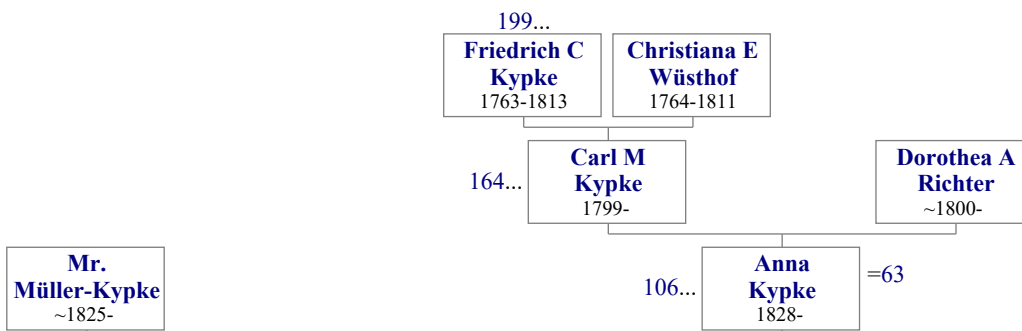 199...
Friedrich C
Kypke
1763-1813
Christiana E
Wüsthof
1764-1811
164...
Carl M
Kypke
1799-
Dorothea A
Richter
~1800-
Mr.
Müller-Kypke
~1825-
106...
Anna
Kypke
1828-
=63